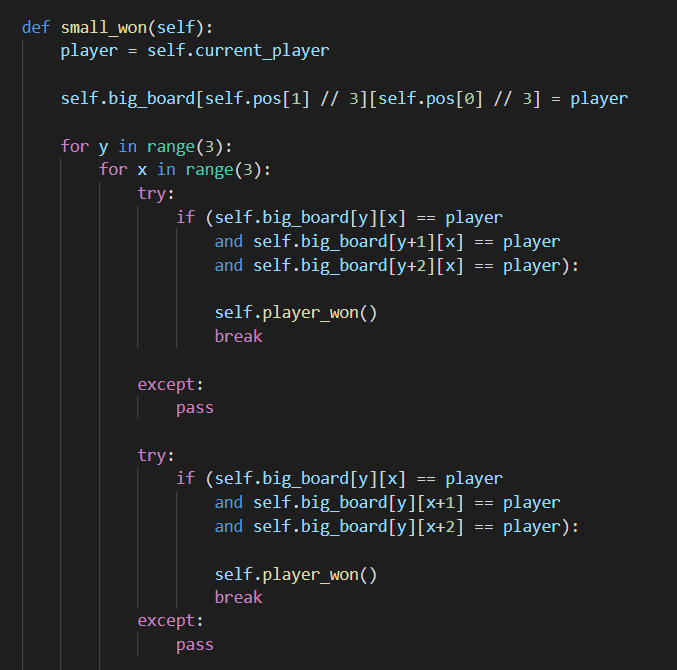 def small_won(self):
    player = self.current_player

    self.big_board[self.pos[1] // 3][self.pos[0] // 3] = player

    for y in range(3):
        for x in range(3):
            try:
                if (self.big_board[y][x] == player
                    and self.big_board[y+1][x] == player
                    and self.big_board[y+2][x] == player):

                    self.player_won()
                    break

            except:
                pass

            try:
                if (self.big_board[y][x] == player
                    and self.big_board[y][x+1] == player
                    and self.big_board[y][x+2] == player):

                    self.player_won()
                    break
            except:
                pass